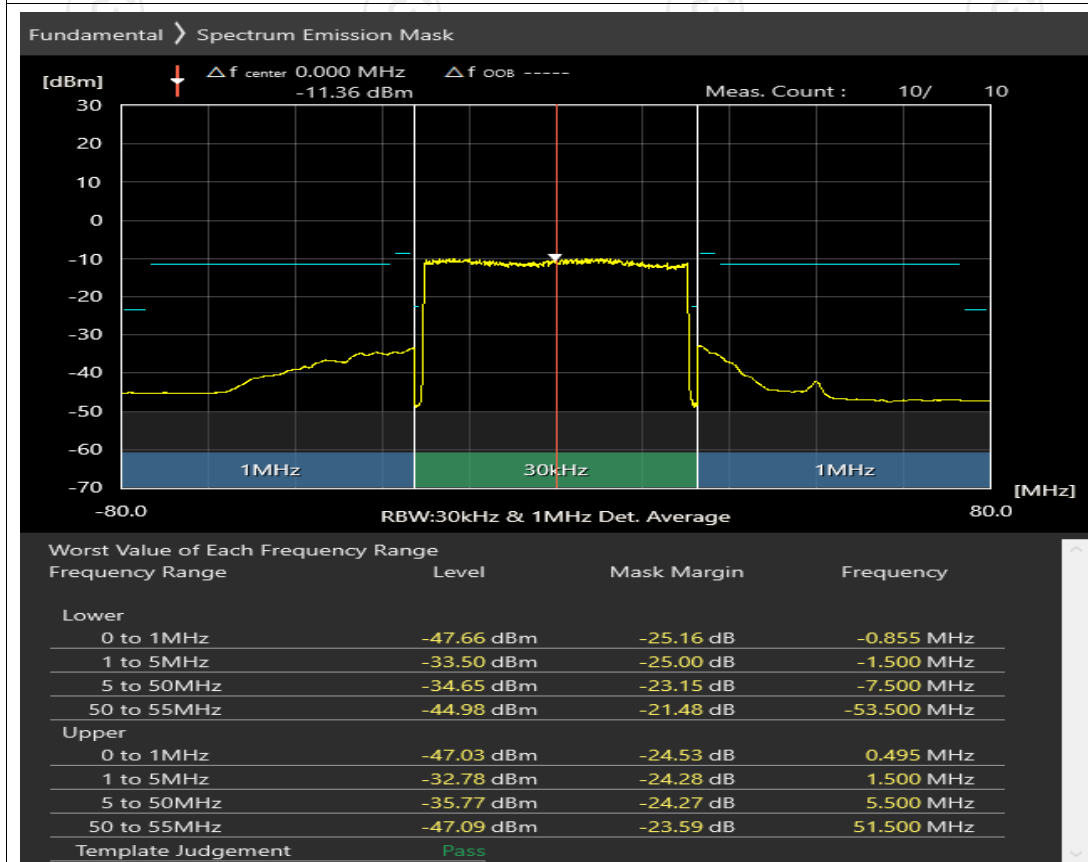 Fundamental ❯ Spectrum Emission Mask
[dBm] △f center 0.000 MHz △f OOB -----
-11.36 dBm Meas. Count : 10/ 10
30
20
10
0
-10
-20
-30
-40
-50
-60
1MHz 30kHz 1MHz
-70
[MHz]
-80.0 RBW:30kHz & 1MHz Det. Average 80.0
Worst Value of Each Frequency Range
Frequency Range Level Mask Margin Frequency
Lower
0 to 1MHz -47.66 dBm -25.16 dB -0.855 MHz
1 to 5MHz -33.50 dBm -25.00 dB -1.500 MHz
5 to 50MHz -34.65 dBm -23.15 dB -7.500 MHz
50 to 55MHz -44.98 dBm -21.48 dB -53.500 MHz
Upper
0 to 1MHz -47.03 dBm -24.53 dB 0.495 MHz
1 to 5MHz -32.78 dBm -24.28 dB 1.500 MHz
5 to 50MHz -35.77 dBm -24.27 dB 5.500 MHz
50 to 55MHz -47.09 dBm -23.59 dB 51.500 MHz
Template Judgement Pass